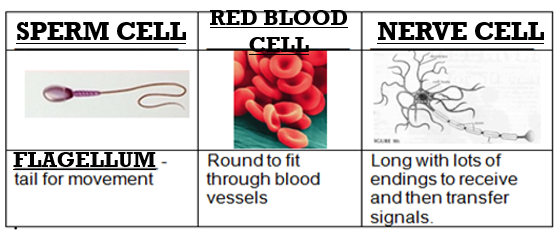 SPERM CELL
RED BLOOD
CELL
NERVE CELL
FLAGELLUM -
tail for movement
Round to fit
through blood
vessels
Long with lots of
endings to receive
and then transfer
signals.